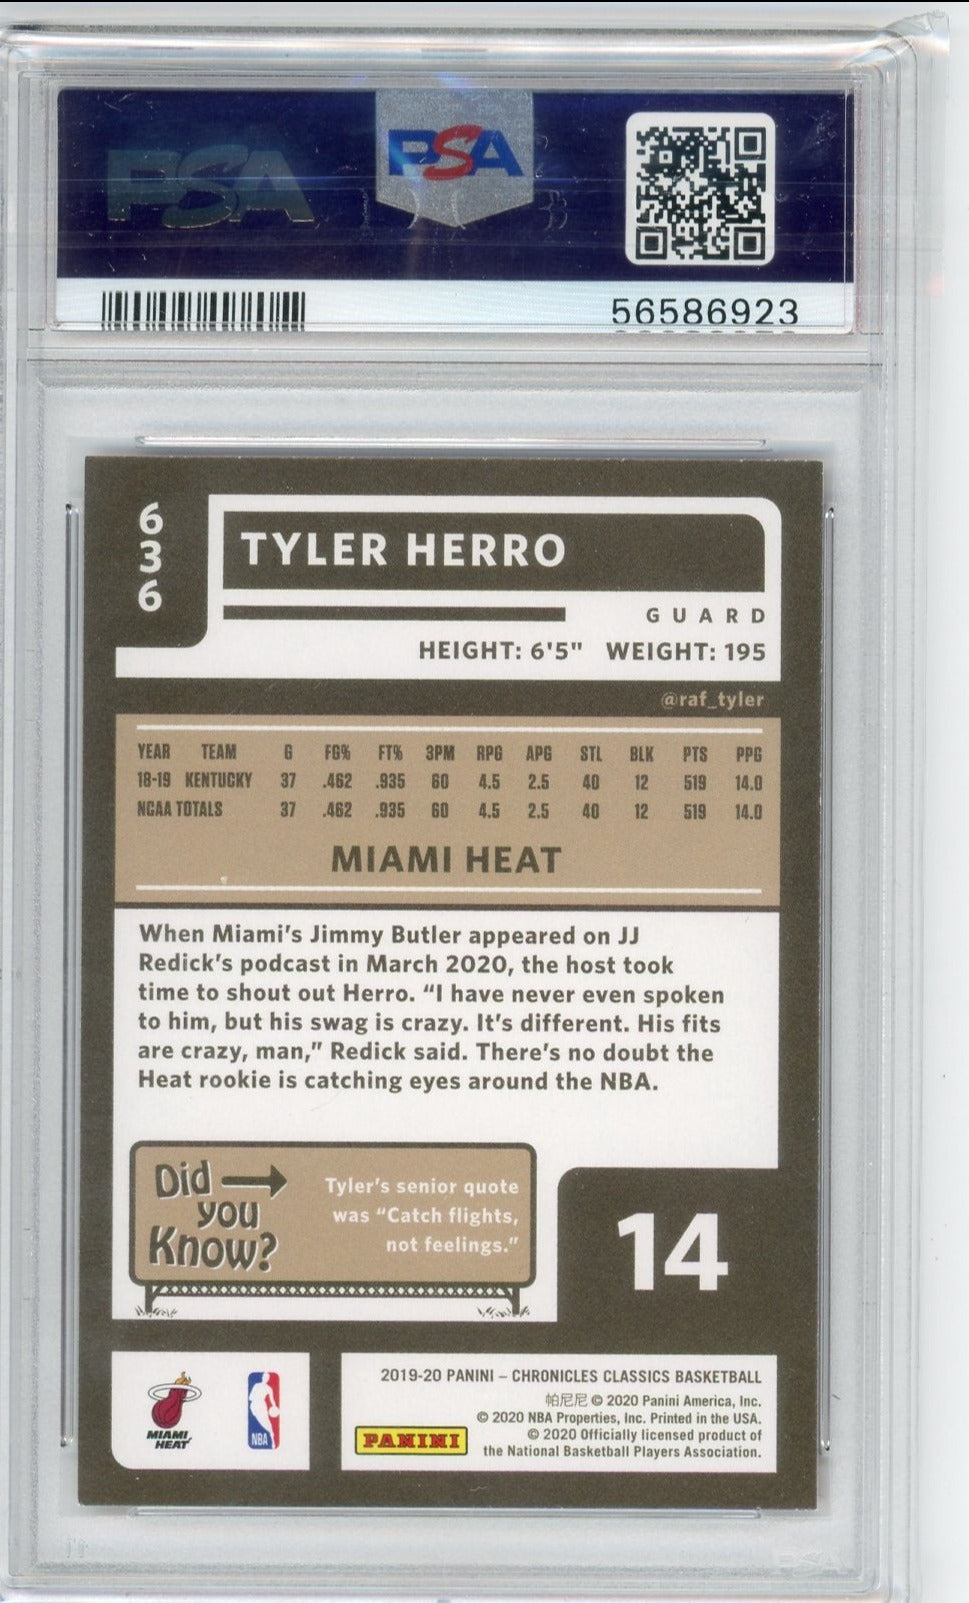 PSA
PSA
56586923
6
3
6
TYLER HERRO
GUARD
HEIGHT: 6'5" WEIGHT: 195
@raf_tyler
YEAR TEAM G FG% FT% 3PM RPG APG STL BLK PTS PPG
18-19 KENTUCKY 37 .462 .935 60 4.5 2.5 40 12 519 14.0
NCAA TOTALS 37 .462 .935 60 4.5 2.5 40 12 519 14.0
MIAMI HEAT
When Miami's Jimmy Butler appeared on JJ
Redick's podcast in March 2020, the host took
time to shout out Herro. “I have never even spoken
to him, but his swag is crazy. It's different. His fits
are crazy, man,” Redick said. There's no doubt the
Heat rookie is catching eyes around the NBA.
Did
you
Know?
Tyler's senior quote
was “Catch flights,
not feelings.”
14
MIAMI
HEAT
NBA
2019-20 PANINI – CHRONICLES CLASSICS BASKETBALL
帕尼尼 © 2020 Panini America, Inc.
© 2020 NBA Properties, Inc. Printed in the USA.
© 2020 Officially licensed product of
the National Basketball Players Association.
PANINI